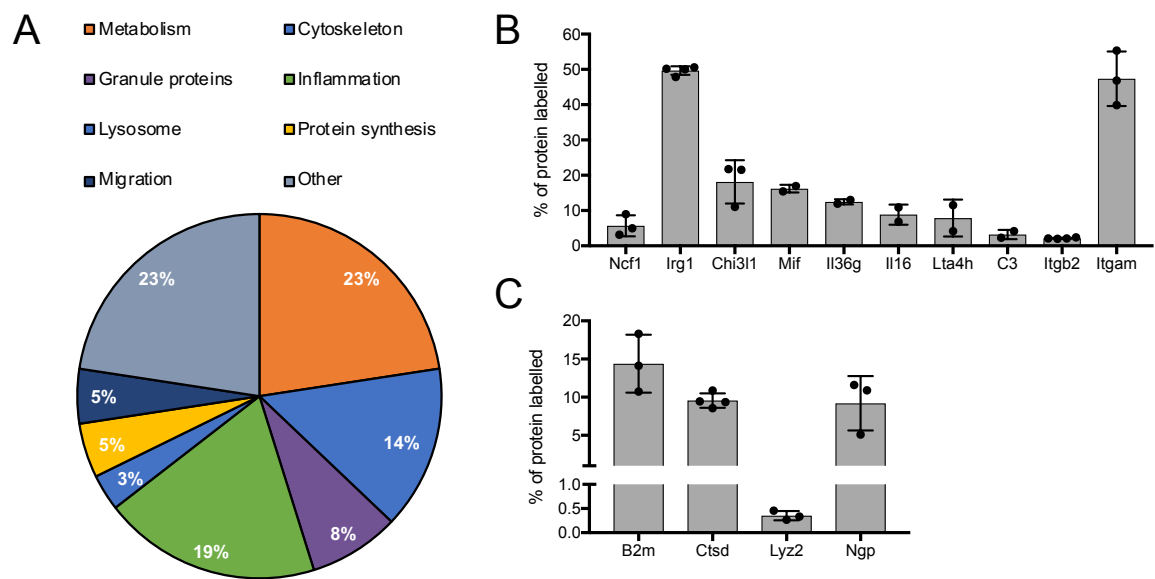 A
Metabolism
Cytoskeleton
Granule proteins
Inflammation
Lysosome
Protein synthesis
Migration
Other
23%
23%
14%
8%
19%
3%
5%
5%
B
% of protein labelled
60
50
40
30
20
10
0
Ncf1 Irg1 Chi3l1 Mif Il36g Il16 Lta4h C3 Itgb2 Itgam
C
% of protein labelled
20
15
10
5
1.0
0.5
0.0
B2m Ctsd Lyz2 Ngp